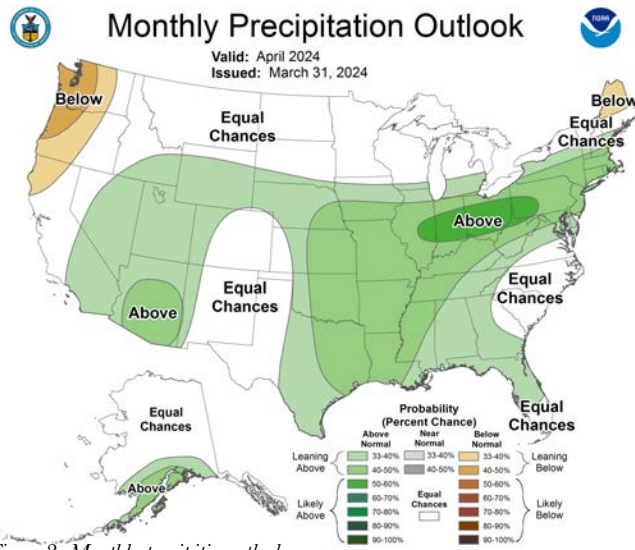 Monthly Precipitation Outlook
NOAA
Valid: April 2024
Issued: March 31, 2024
Below
Equal
Chances
Below
Equal
Chances
Above
Equal
Chances
Equal
Chances
Above
Equal
Chances
Equal
Chances
Above
Probability
(Percent Chance)
Above
Normal
Near
Normal
Below
Normal
Leaning
Above
33-40%
40-50%
33-40%
40-50%
33-40%
40-50%
Leaning
Below
Likely
Above
50-60%
60-70%
70-80%
80-90%
90-100%
Equal
Chances
50-60%
60-70%
70-80%
80-90%
90-100%
Likely
Below